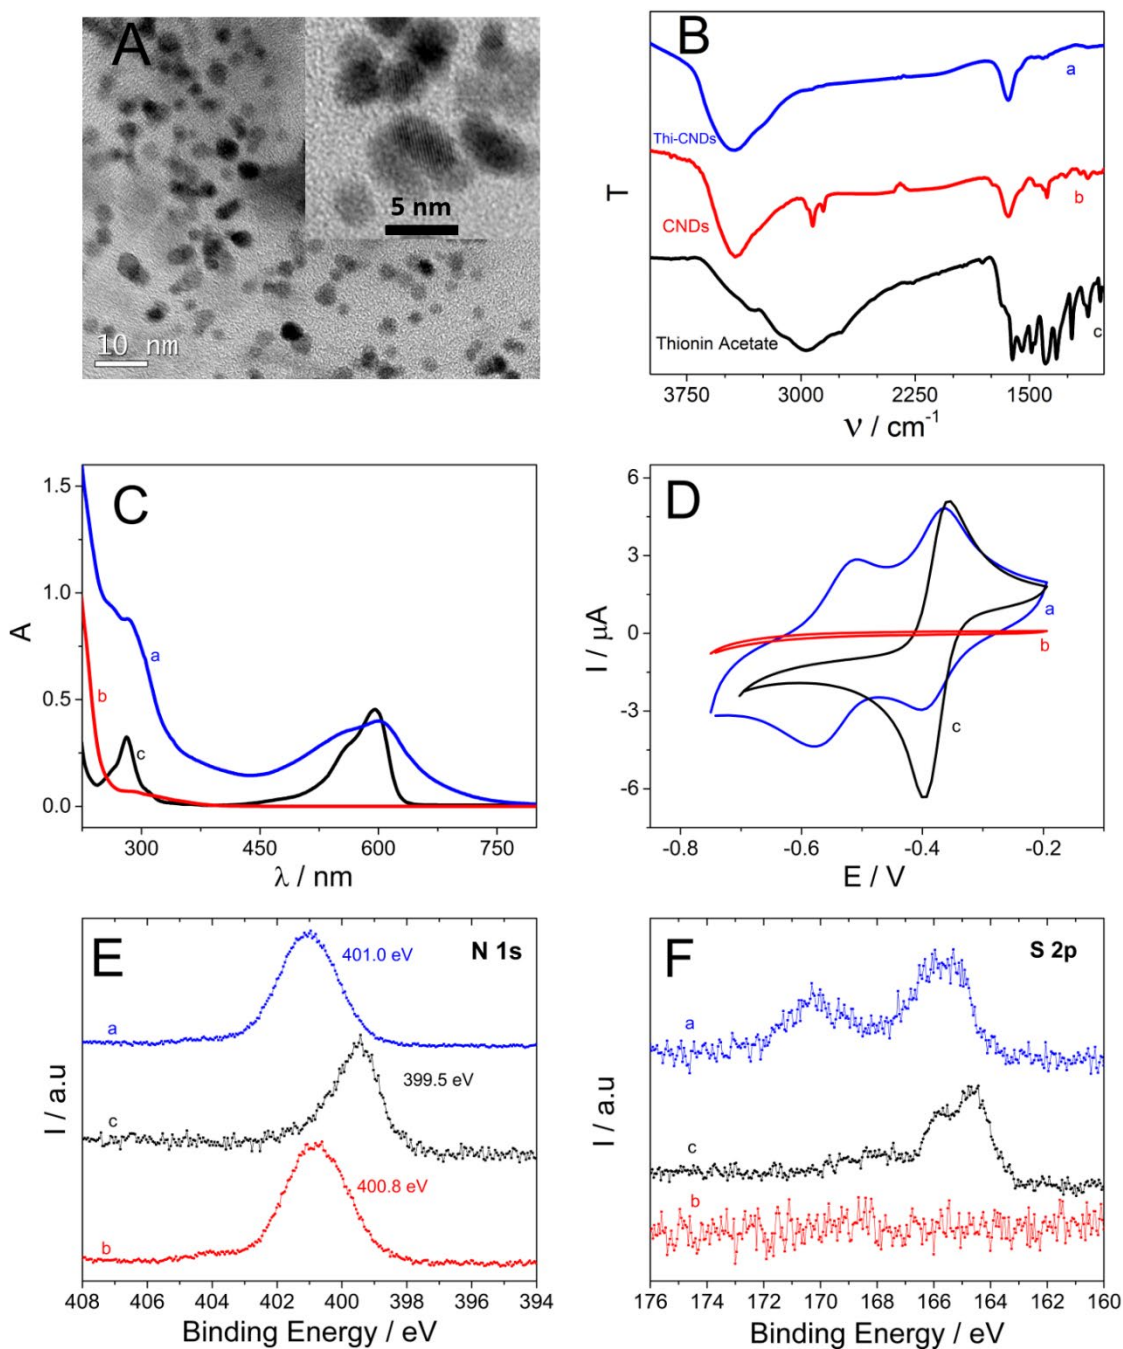 A
5 nm
10 nm
B
a
Thi-CNDs
b
CNDs
Thionin Acetate
c
T
3750 3000 2250 1500
ν / cm-1
C
1.5
1.0
0.5
0.0
A
a
b
c
300 450 600 750
λ / nm
D
6
3
0
-3
-6
I / μA
a
b
c
-0.8 -0.6 -0.4 -0.2
E / V
E
N 1s
401.0 eV
a
399.5 eV
c
400.8 eV
b
I / a.u
408 406 404 402 400 398 396 394
Binding Energy / eV
F
S 2p
a
c
b
I / a.u
176 174 172 170 168 166 164 162 160
Binding Energy / eV